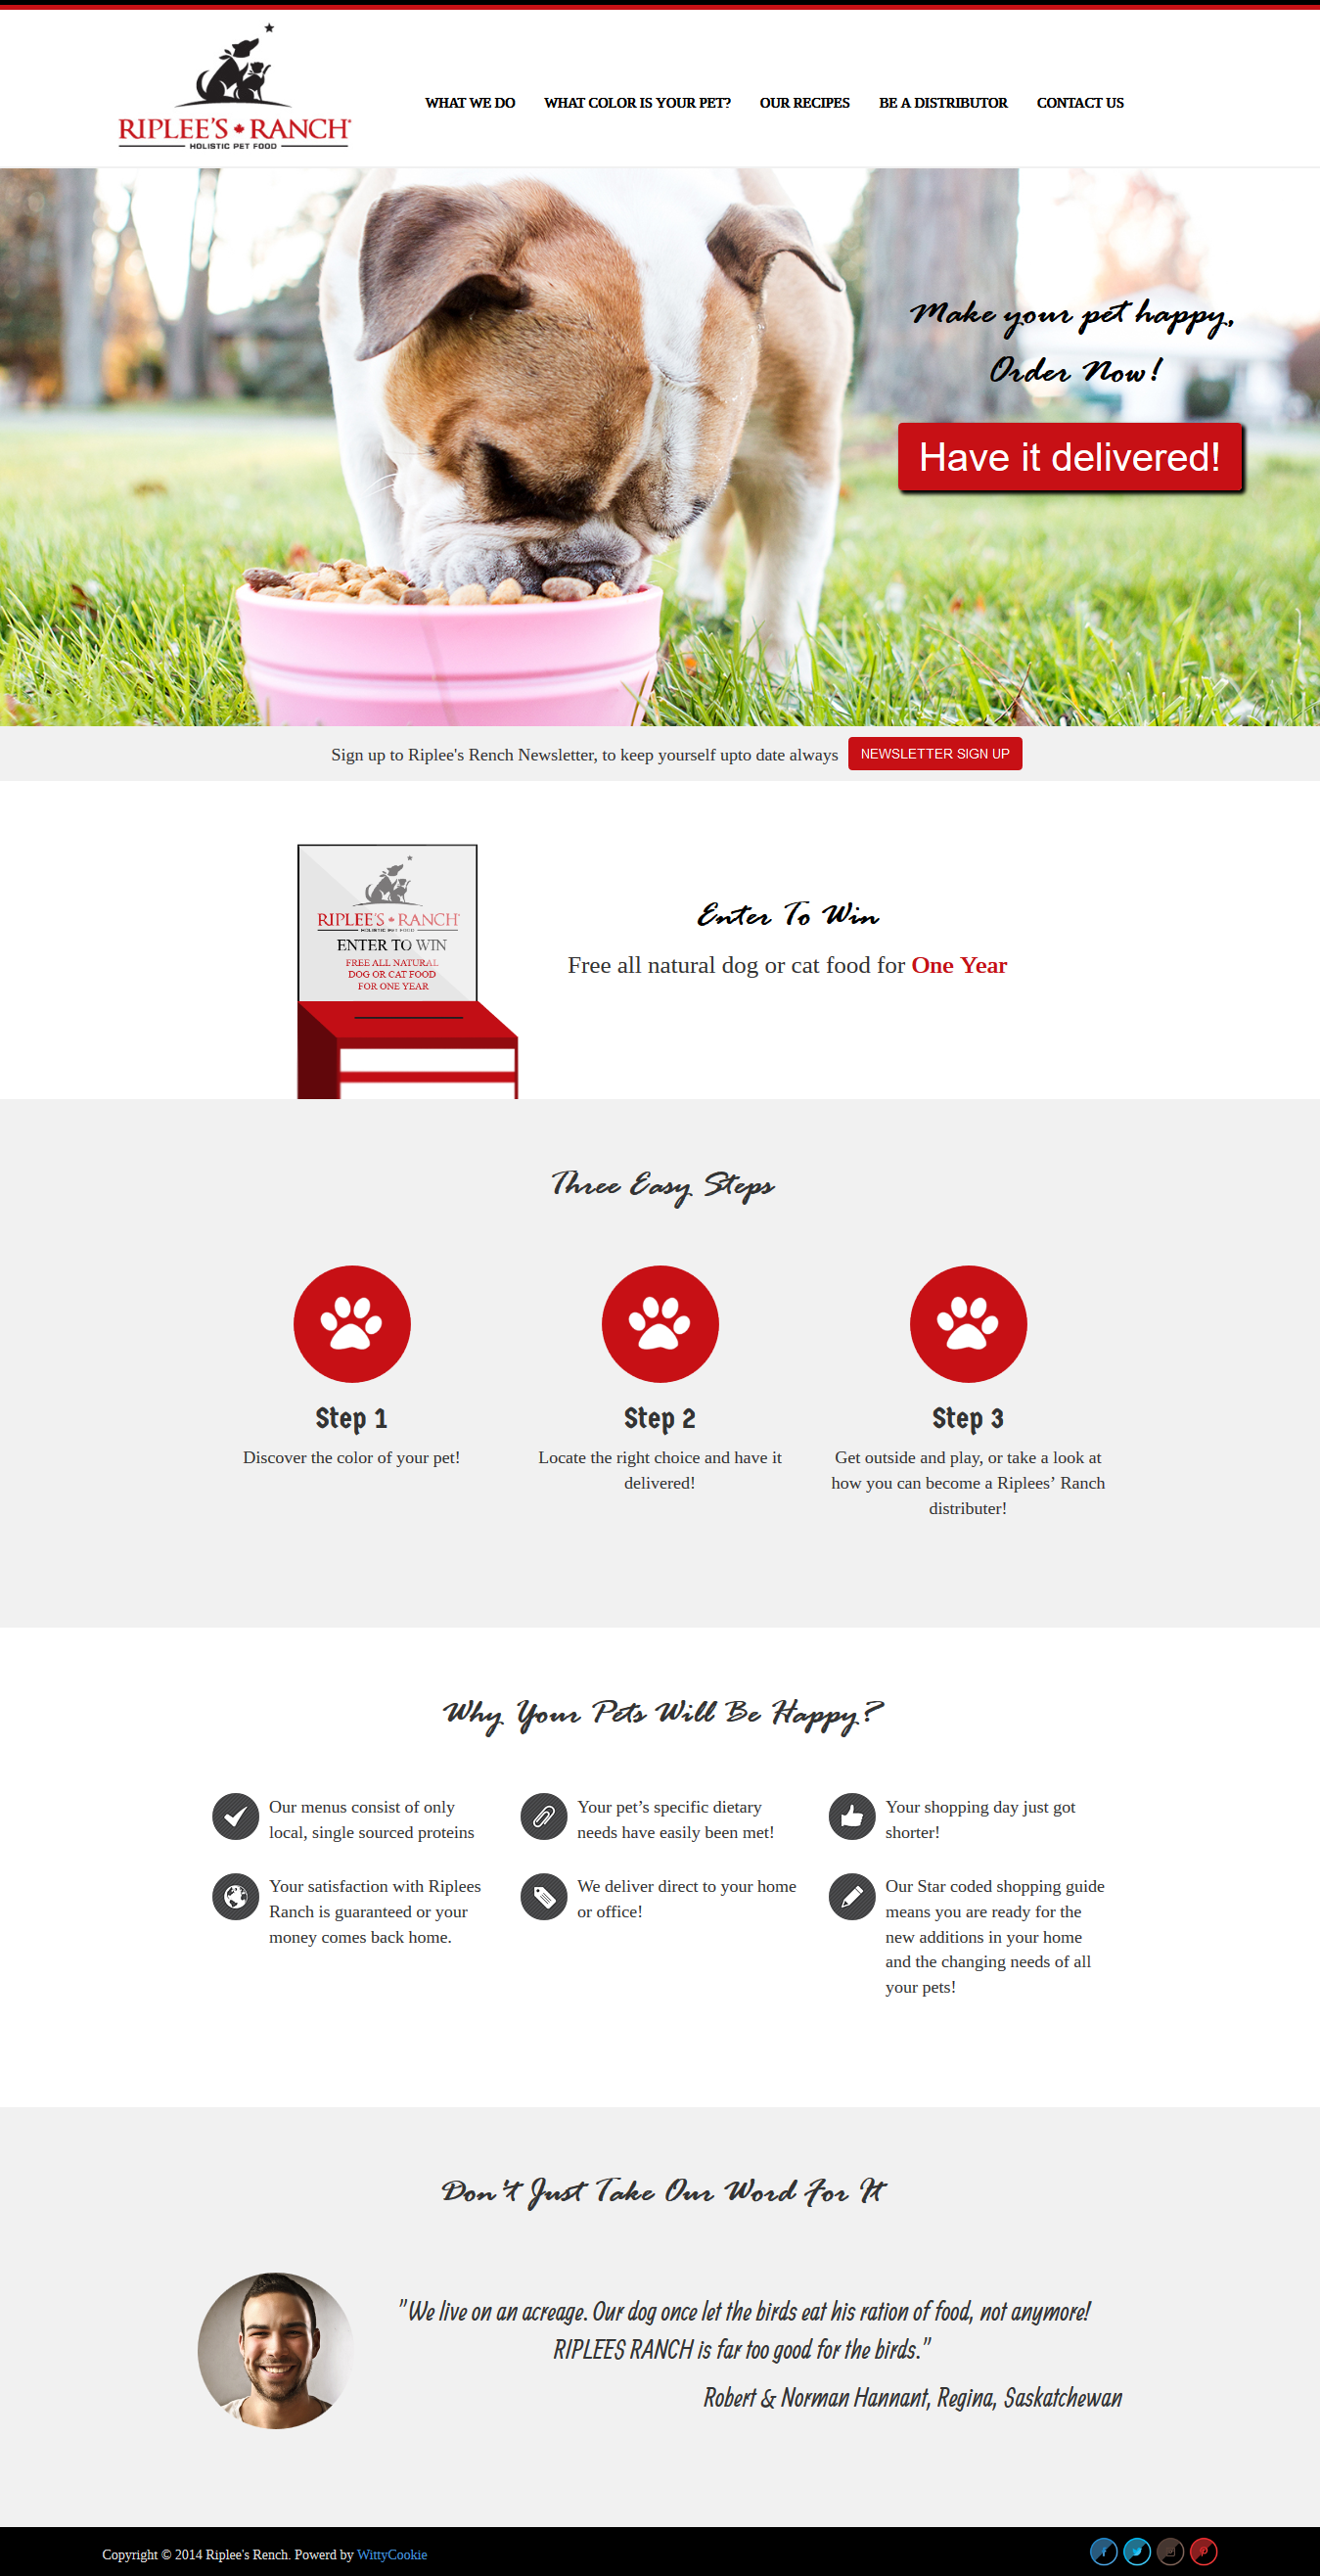 RIPLEE'S RANCH
HOLISTIC PET FOOD
WHAT WE DO WHAT COLOR IS YOUR PET? OUR RECIPES BE A DISTRIBUTOR CONTACT US
Make your pet happy,
Order Now!
Have it delivered!
Sign up to Riplee's Rench Newsletter, to keep yourself upto date always NEWSLETTER SIGN UP
RIPLEE'S RANCH
HOLISTIC PET FOOD
ENTER TO WIN
FREE ALL NATURAL
DOG OR CAT FOOD
FOR ONE YEAR
Enter To Win
Free all natural dog or cat food for One Year
Three Easy Steps
Step 1
Discover the color of your pet!
Step 2
Locate the right choice and have it
delivered!
Step 3
Get outside and play, or take a look at
how you can become a Riplees’ Ranch
distributer!
Why Your Pets Will Be Happy?
Our menus consist of only
local, single sourced proteins
Your pet’s specific dietary
needs have easily been met!
Your shopping day just got
shorter!
Your satisfaction with Riplees
Ranch is guaranteed or your
money comes back home.
We deliver direct to your home
or office!
Our Star coded shopping guide
means you are ready for the
new additions in your home
and the changing needs of all
your pets!
Don't Just Take Our Word For It
"We live on an acreage. Our dog once let the birds eat his ration of food, not anymore!
RIPLEES RANCH is far too good for the birds."
Robert & Norman Hannant, Regina, Saskatchewan
Copyright © 2014 Riplee's Rench. Powerd by WittyCookie